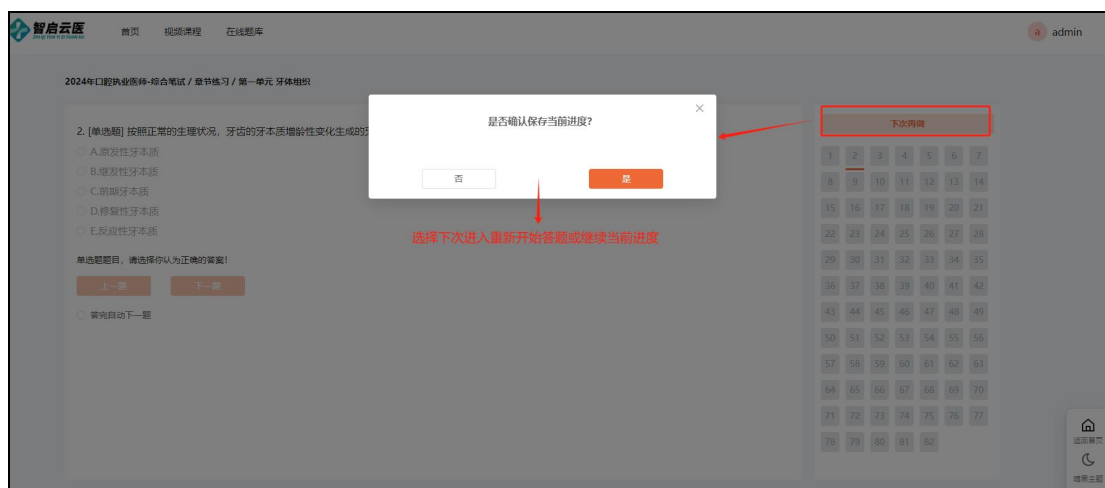 智启云医
首页 视频课程 在线题库
a admin
2024年口腔执业医师-综合笔试 / 章节练习 / 第一单元 牙体组织
是否确认保存当前进度?
否 是
2. [单选题] 按照正常的生理状况，牙齿的牙本质增龄性变化生成的
A.原发性牙本质
B.继发性牙本质
C.前期牙本质
D.修复性牙本质
E.反应性牙本质
选择下次进入重新开始答题或继续当前进度
单选题题目，请选择你认为正确的答案!
上一题 下一题
答完自动下一题
下次再做
1 2 3 4 5 6 7
8 9 10 11 12 13 14
15 16 17 18 19 20 21
22 23 24 25 26 27 28
29 30 31 32 33 34 35
36 37 38 39 40 41 42
43 44 45 46 47 48 49
50 51 52 53 54 55 56
57 58 59 60 61 62 63
64 65 66 67 68 69 70
71 72 73 74 75 76 77
78 79 80 81 82
返回首页
暗黑主题